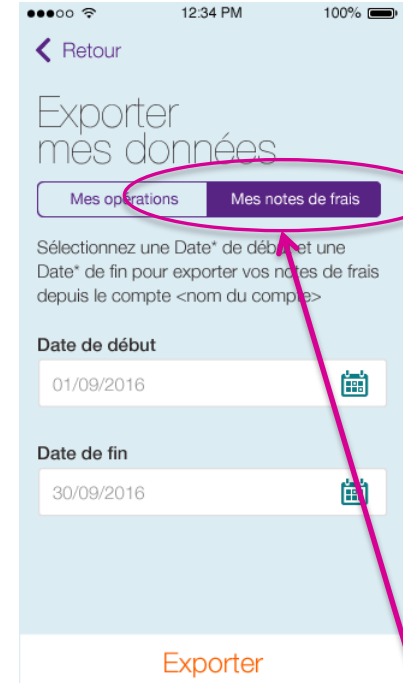 12:34 PM 100%
Retour
Exporter
mes données
Mes opérations Mes notes de frais
Sélectionnez une Date* de début et une
Date* de fin pour exporter vos notes de frais
depuis le compte <nom du compte>
Date de début
01/09/2016
Date de fin
30/09/2016
Exporter